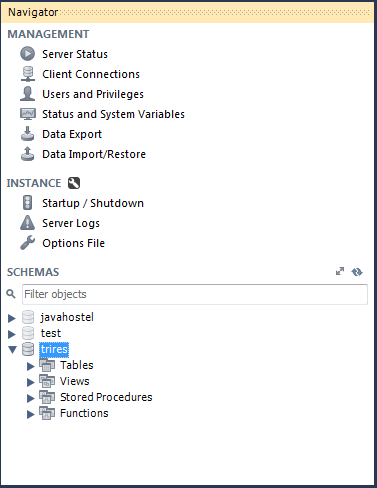 Navigator
MANAGEMENT
Server Status
Client Connections
Users and Privileges
Status and System Variables
Data Export
Data Import/Restore
INSTANCE
Startup / Shutdown
Server Logs
Options File
SCHEMAS
Filter objects
javahostel
test
trires
Tables
Views
Stored Procedures
Functions